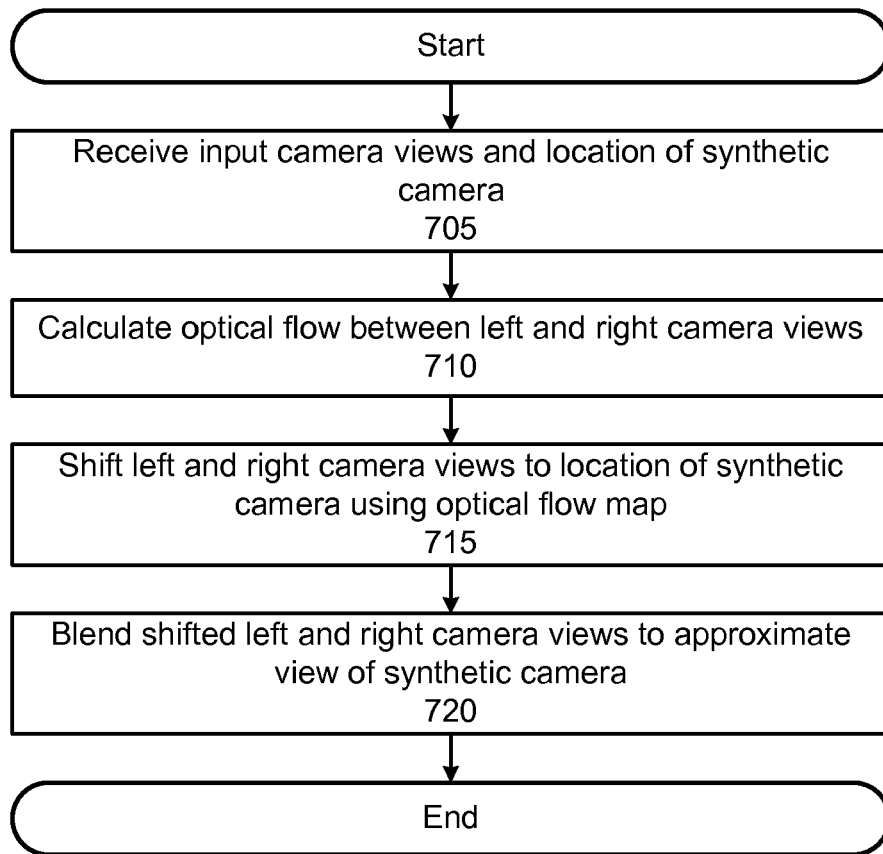 Start
Receive input camera views and location of synthetic
camera
705
Calculate optical flow between left and right camera views
710
Shift left and right camera views to location of synthetic
camera using optical flow map
715
Blend shifted left and right camera views to approximate
view of synthetic camera
720
End